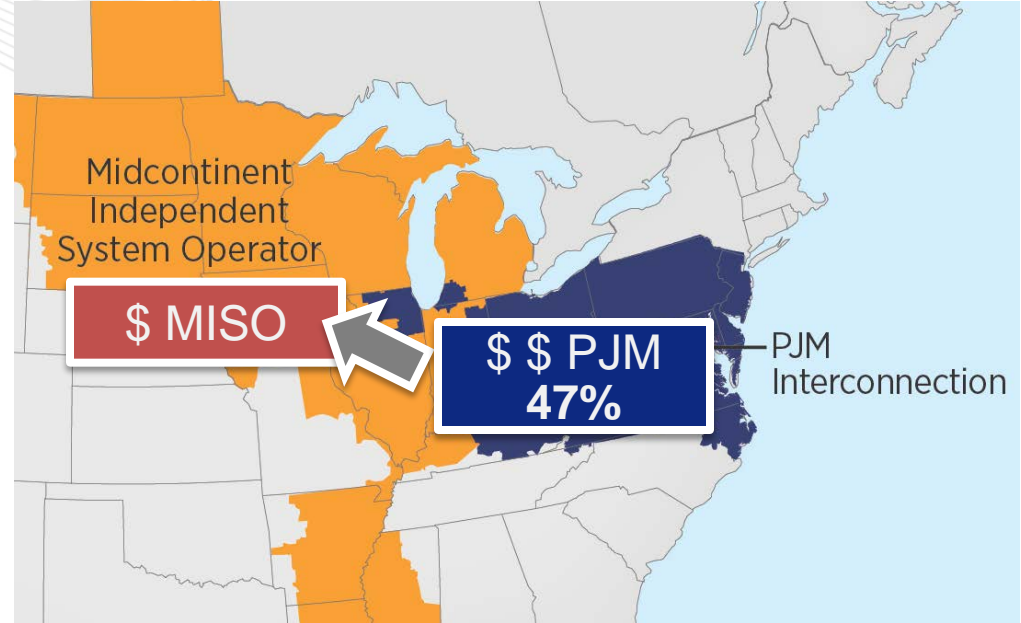 Midcontinent
Independent
System Operator
$ MISO
$ $ PJM
47%
PJM
Interconnection